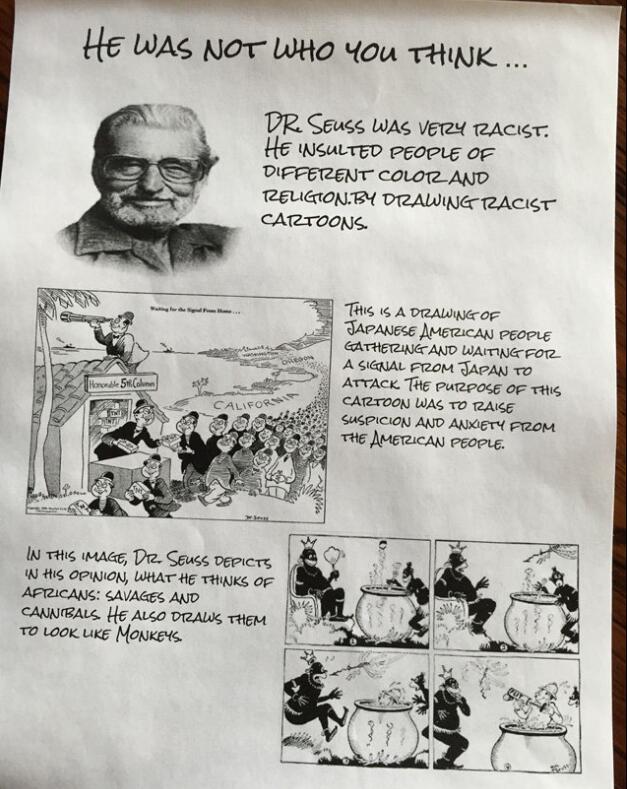 HE WAS NOT WHO YOU THINK ...
DR. SEUSS WAS VERY RACIST.
HE INSULTED PEOPLE OF
DIFFERENT COLOR AND
RELIGION.BY DRAWING RACIST
CARTOONS.
Waiting for the Signal From Home...
WASHINGTON
OREGON
CALIFORNIA
Honorable 5th Column
TNT
TNT
DR. SEUSS
THIS IS A DRAWING OF
JAPANESE AMERICAN PEOPLE
GATHERING AND WAITING FOR
A SIGNAL FROM JAPAN TO
ATTACK. THE PURPOSE OF THIS
CARTOON WAS TO RAISE
SUSPICION AND ANXIETY FROM
THE AMERICAN PEOPLE.
IN THIS IMAGE, DR. SEUSS DEPICTS
IN HIS OPINION, WHAT HE THINKS OF
AFRICANS: SAVAGES AND
CANNIBALS. HE ALSO DRAWS THEM
TO LOOK LIKE MONKEYS.